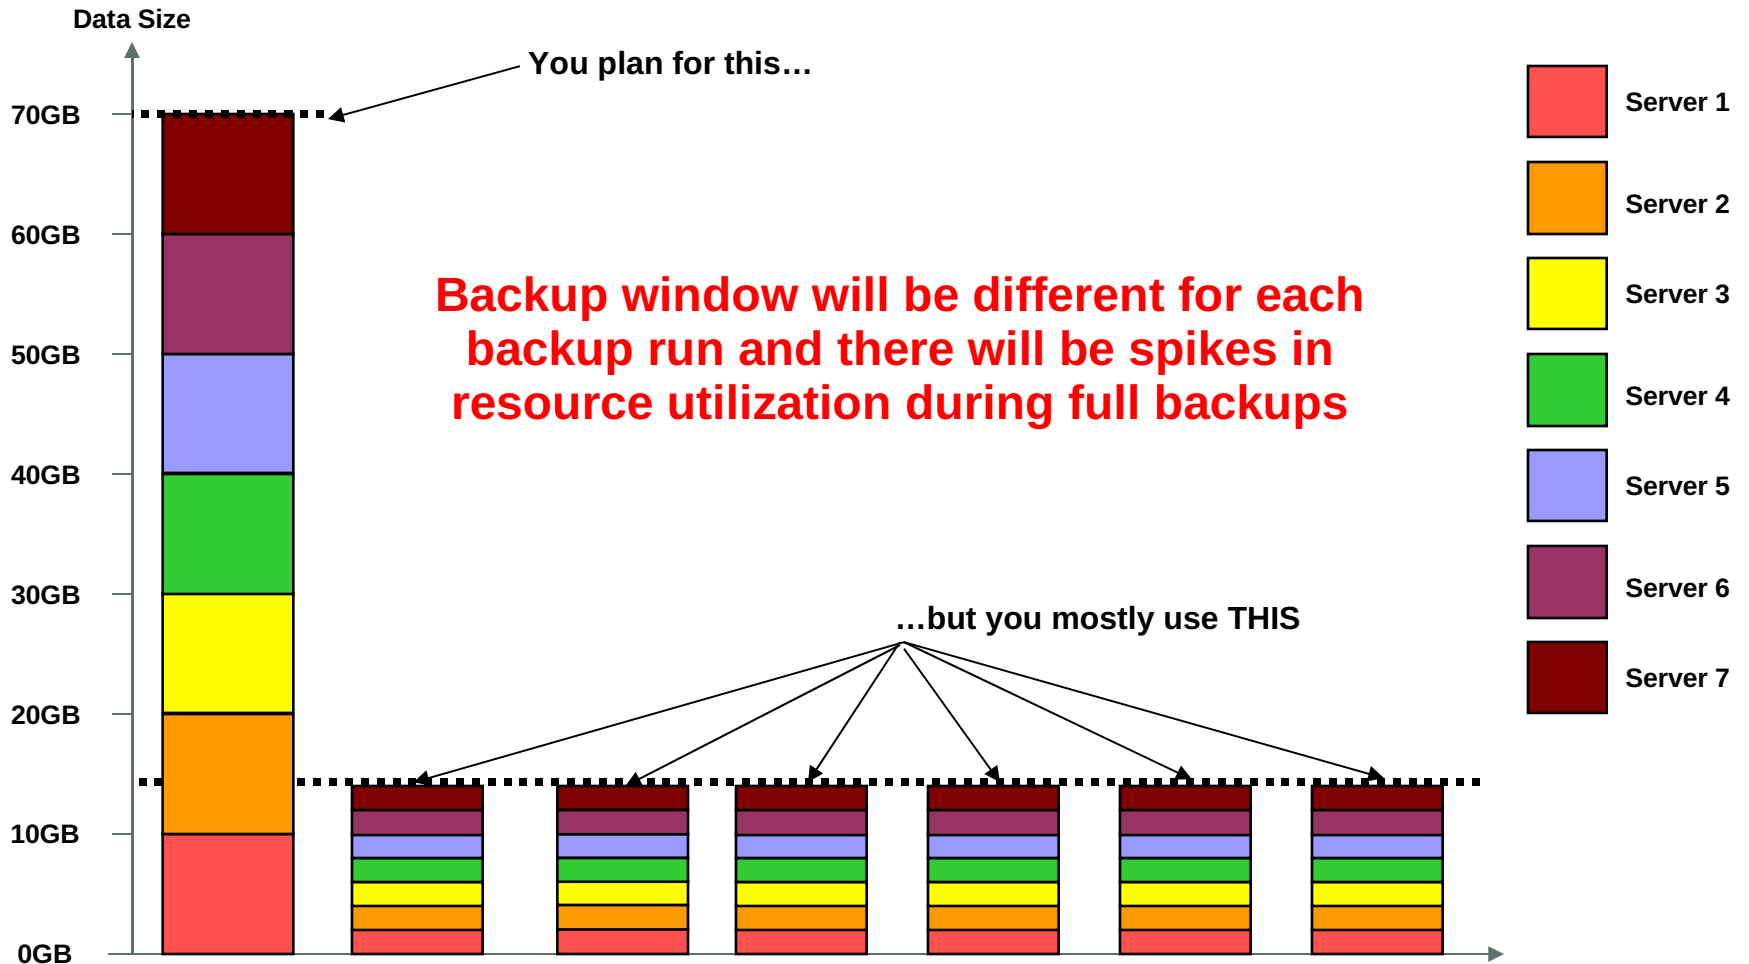 Data Size
You plan for this…
70GB
60GB
50GB
40GB
30GB
20GB
10GB
0GB
Backup window will be different for each
backup run and there will be spikes in
resource utilization during full backups
…but you mostly use THIS
Server 1
Server 2
Server 3
Server 4
Server 5
Server 6
Server 7